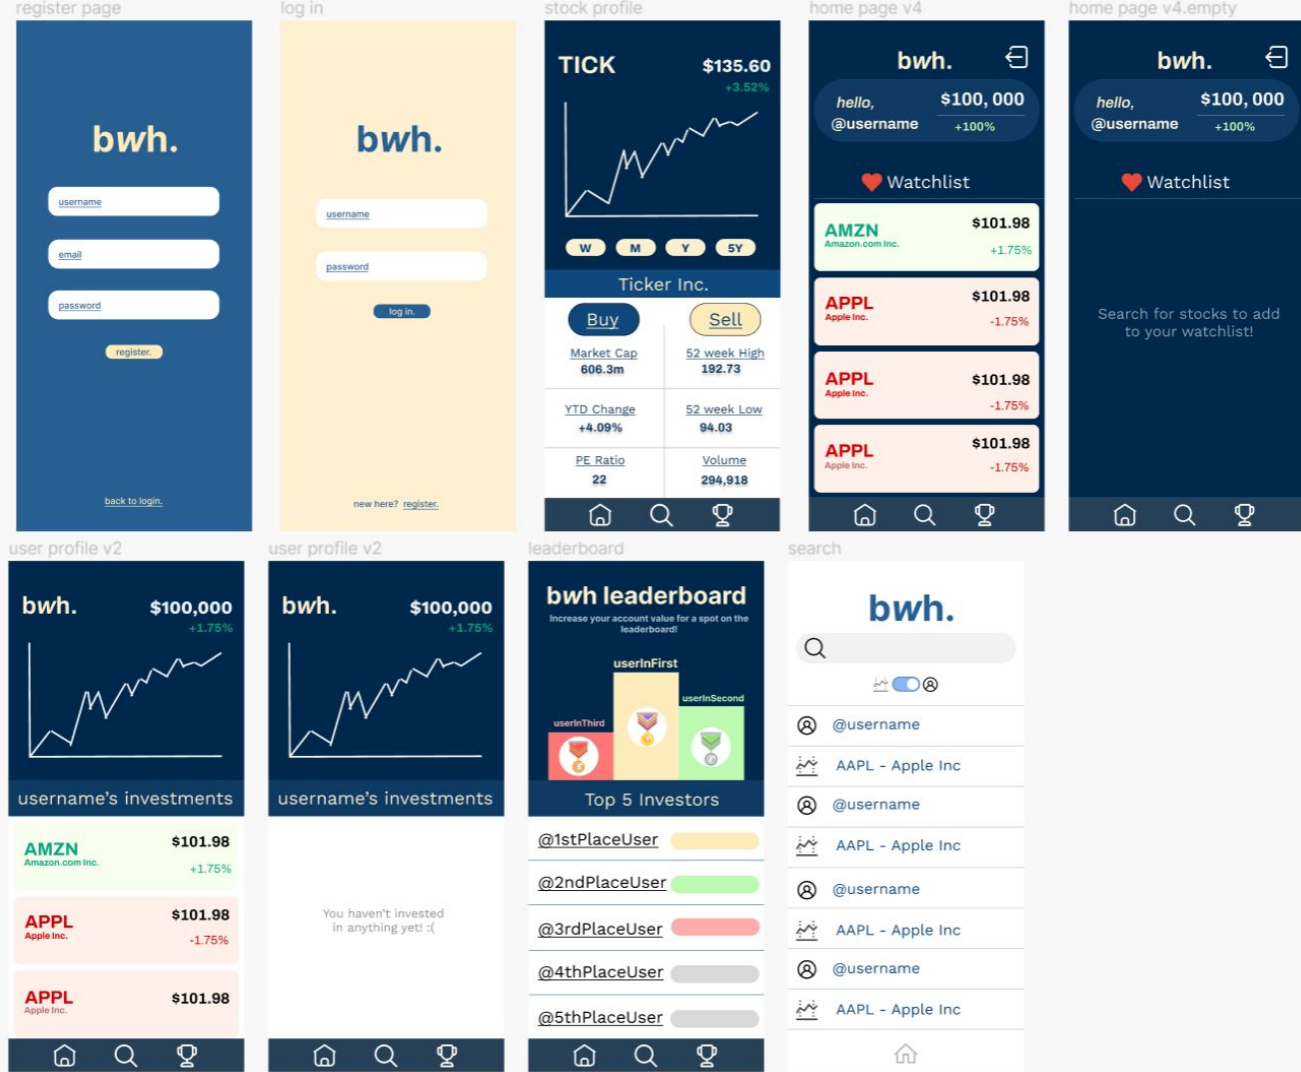 register page
bwh.
username
email
password
register.
back to login.
log in
bwh.
username
password
log in.
new here? register.
stock profile
TICK
$135.60
+3.52%
W M Y 5Y
Ticker Inc.
Buy Sell
Market Cap 52 week High
606.3m 192.73
YTD Change 52 week Low
+4.09% 94.03
PE Ratio Volume
22 294,918
home page v4
bwh.
hello, $100, 000
@username +100%
Watchlist
AMZN $101.98
Amazon.com Inc. +1.75%
APPL $101.98
Apple Inc. -1.75%
APPL $101.98
Apple Inc. -1.75%
APPL $101.98
Apple Inc. -1.75%
home page v4.empty
bwh.
hello, $100, 000
@username +100%
Watchlist
Search for stocks to add
to your watchlist!
user profile v2
bwh. $100,000
+1.75%
username's investments
AMZN $101.98
Amazon.com Inc. +1.75%
APPL $101.98
Apple Inc. -1.75%
APPL $101.98
Apple Inc.
user profile v2
bwh. $100,000
+1.75%
username's investments
You haven't invested
in anything yet! :(
leaderboard
bwh leaderboard
Increase your account value for a spot on the
leaderboard!
userInFirst
userInSecond
userInThird
Top 5 Investors
@1stPlaceUser
@2ndPlaceUser
@3rdPlaceUser
@4thPlaceUser
@5thPlaceUser
search
bwh.
@username
AAPL - Apple Inc
@username
AAPL - Apple Inc
@username
AAPL - Apple Inc
@username
AAPL - Apple Inc